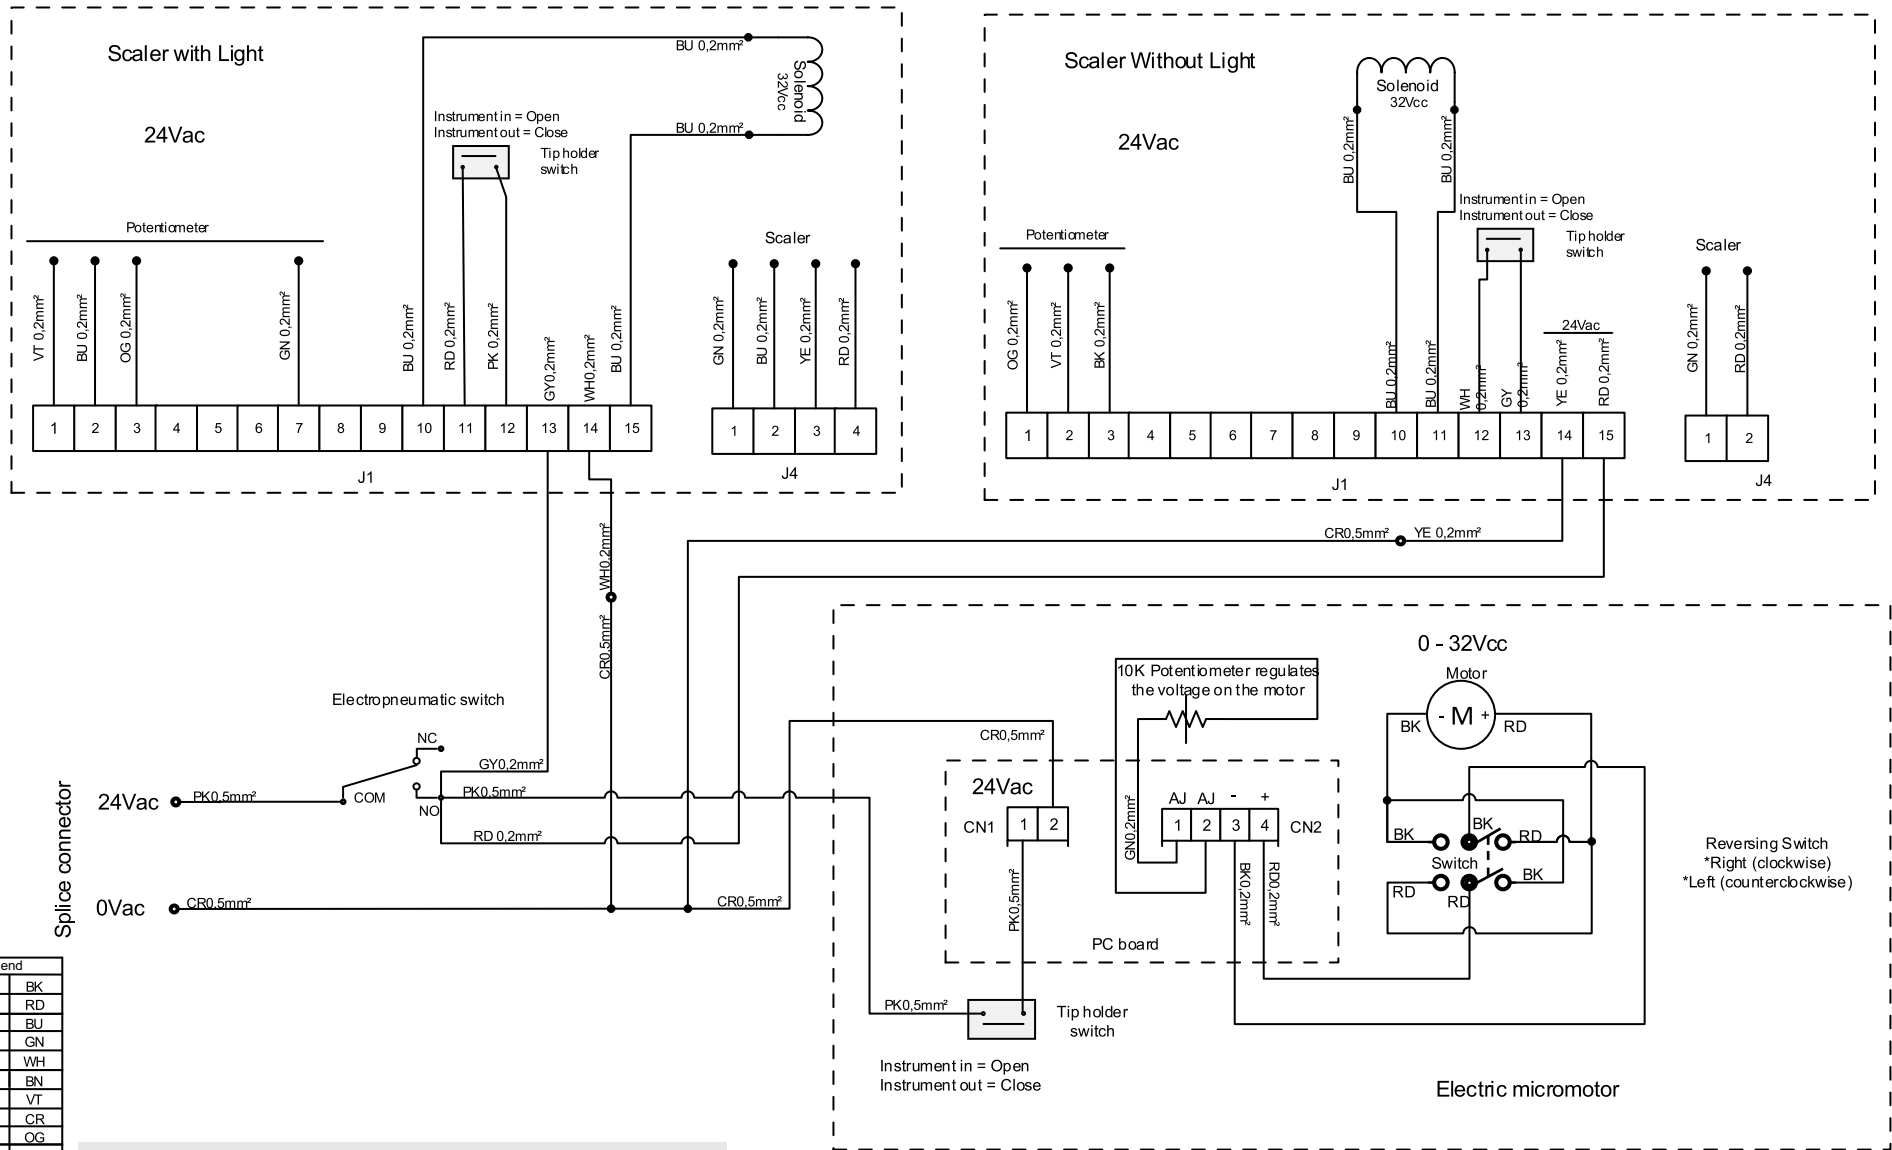 Scaler with Light
24Vac
BU 0,2mm²
Solenoid
32Vcc
BU 0,2mm²
Instrument in = Open
Instrument out = Close
Tip holder
switch
Potentiometer
VT 0,2mm²
BU 0,2mm²
OG 0,2mm²
GN 0,2mm²
BU 0,2mm²
RD 0,2mm²
PK 0,2mm²
GY0,2mm²
WH0,2mm²
BU 0,2mm²
1 2 3 4 5 6 7 8 9 10 11 12 13 14 15
J1
Scaler
GN 0,2mm²
BU 0,2mm²
YE 0,2mm²
RD 0,2mm²
1 2 3 4
J4
Scaler Without Light
24Vac
Solenoid
32Vcc
BU 0,2mm²
BU 0,2mm²
Instrument in = Open
Instrument out = Close
Tip holder
switch
Potentiometer
OG 0,2mm²
VT 0,2mm²
BK 0,2mm²
BU 0,2mm²
BU 0,2mm²
WH
0,2mm²
GY
0,2mm²
24Vac
YE 0,2mm²
RD 0,2mm²
1 2 3 4 5 6 7 8 9 10 11 12 13 14 15
J1
Scaler
GN 0,2mm²
RD 0,2mm²
1 2
J4
CR0,5mm²
YE 0,2mm²
WH0,2mm²
CR0,5mm²
Electropneumatic switch
NC
COM
NO
GY0,2mm²
PK0,5mm²
RD 0,2mm²
Splice connector
24Vac
PK0,5mm²
0Vac
CR0,5mm²
CR0,5mm²
CR0,5mm²
10K Potentiometer regulates
the voltage on the motor
24Vac
CN1
1 2
GN0,2mm²
AJ AJ - +
1 2 3 4
CN2
PK0,5mm²
BK0,2mm²
RD0,2mm²
PC board
PK0,5mm²
Tip holder
switch
Instrument in = Open
Instrument out = Close
0 - 32Vcc
Motor
- M +
BK
RD
BK
BK
RD
Switch
RD
RD
BK
Reversing Switch
*Right (clockwise)
*Left (counterclockwise)
Electric micromotor
end
BK
RD
BU
GN
WH
BN
VT
CR
OG